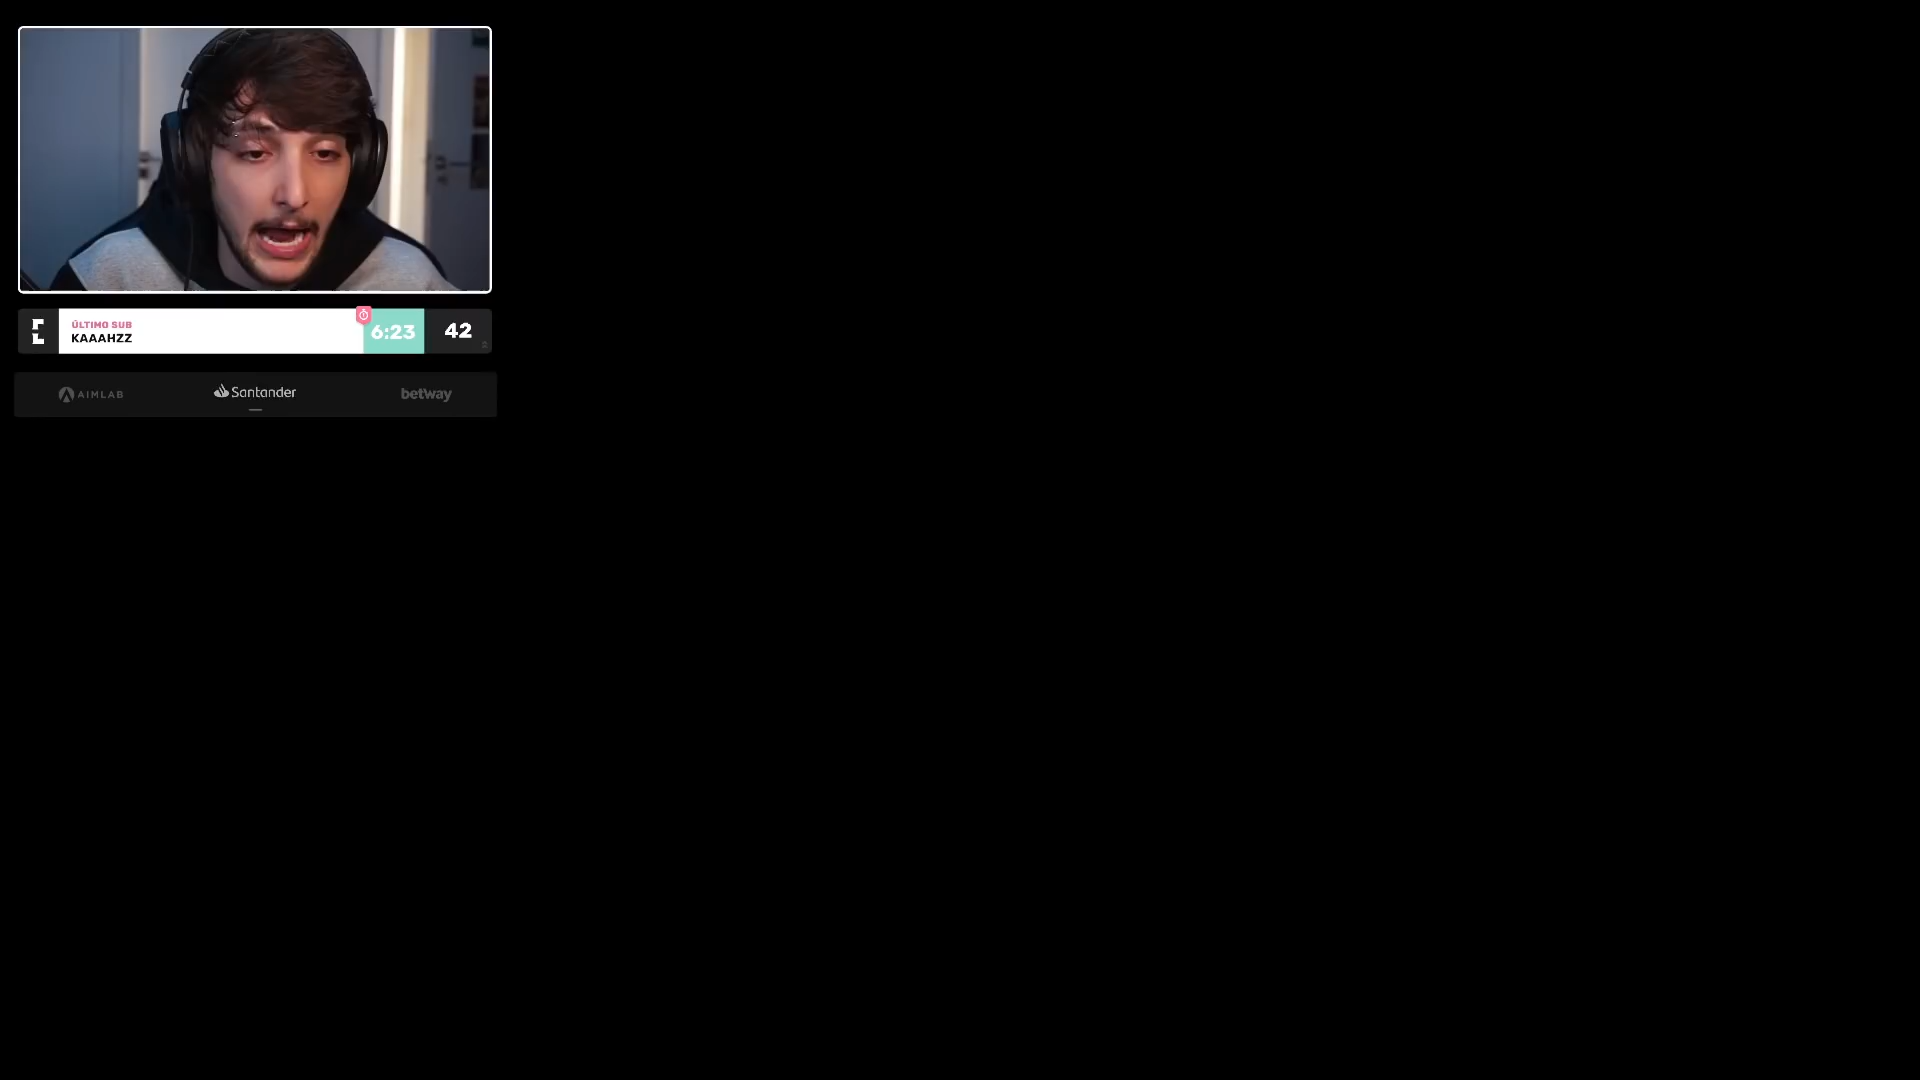 ÚLTIMO SUB
KAAAHZZ
6:23
42
AIMLAB
Santander
betway